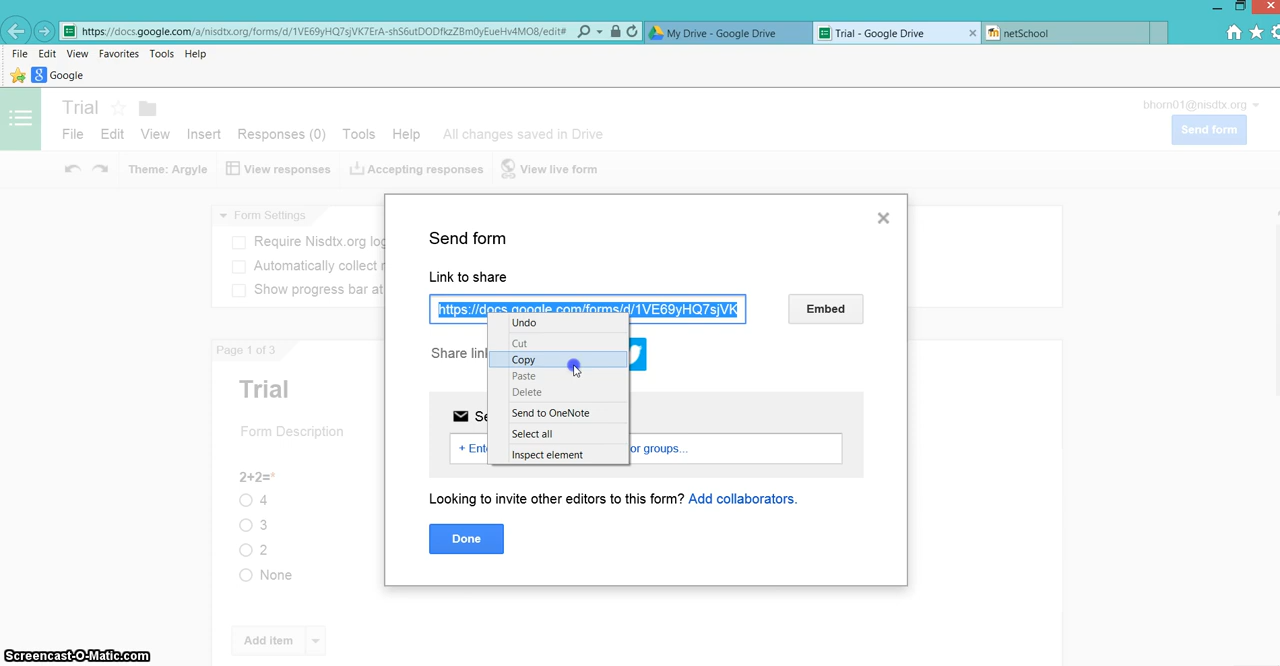 https://docs.google.com/a/nisdtx.org/forms/d/1VE69yHQ7sjVK7ErA-shS6utDODfkzZBm0yEueHv4MO8/edit#
My Drive - Google Drive
Trial - Google Drive
netSchool
File Edit View Favorites Tools Help
Google
Trial
bhorn01@nisdtx.org
File Edit View Insert Responses (0) Tools Help All changes saved in Drive
Send form
Theme: Argyle View responses Accepting responses View live form
Form Settings
Require Nisdtx.org
Automatically collect
Show progress bar at
Send form
Link to share
https://docs.google.com/forms/d/1VE69yHQ7sjVK
Embed
Undo
Cut
Copy
Paste
Delete
Send to OneNote
Select all
Inspect element
Share
or groups...
Looking to invite other editors to this form? Add collaborators.
Done
Page 1 of 3
Trial
Form Description
2+2=*
4
3
2
None
Add item
Screencast-O-Matic.com